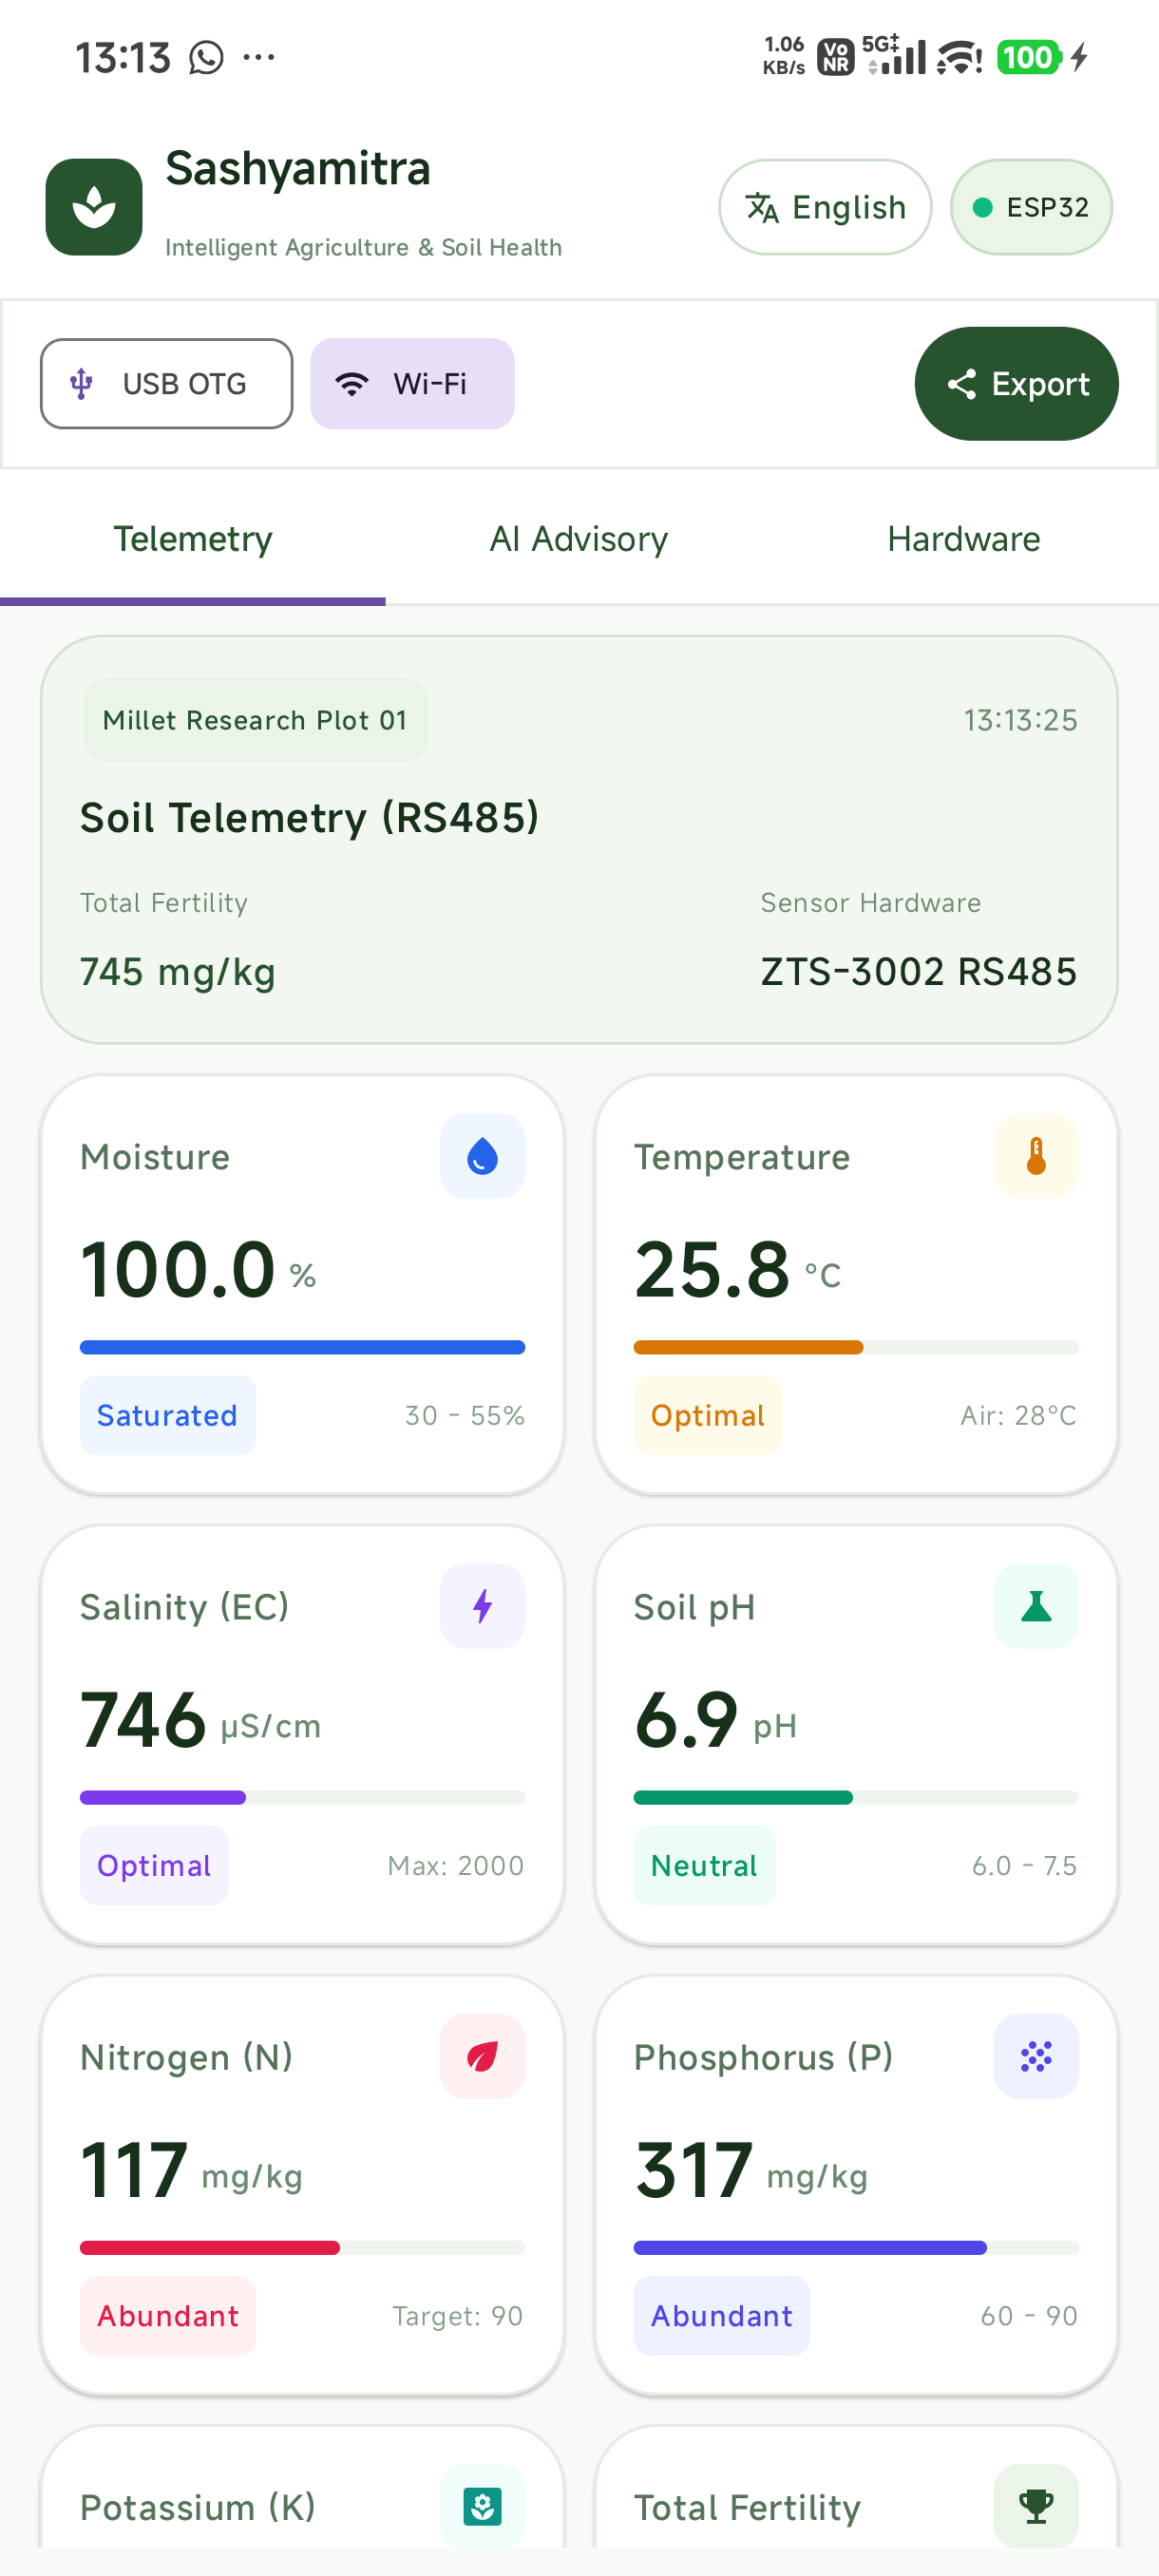 13:13 ...
1.06 KB/s Vo NR 5G‡ 100
Sashyamitra
Intelligent Agriculture & Soil Health
English
ESP32
USB OTG
Wi-Fi
Export
Telemetry
AI Advisory
Hardware
Millet Research Plot 01
13:13:25
Soil Telemetry (RS485)
Total Fertility
Sensor Hardware
745 mg/kg
ZTS-3002 RS485
Moisture
100.0 %
Saturated
30 - 55%
Temperature
25.8 °C
Optimal
Air: 28°C
Salinity (EC)
746 µS/cm
Optimal
Max: 2000
Soil pH
6.9 pH
Neutral
6.0 - 7.5
Nitrogen (N)
117 mg/kg
Abundant
Target: 90
Phosphorus (P)
317 mg/kg
Abundant
60 - 90
Potassium (K)
Total Fertility